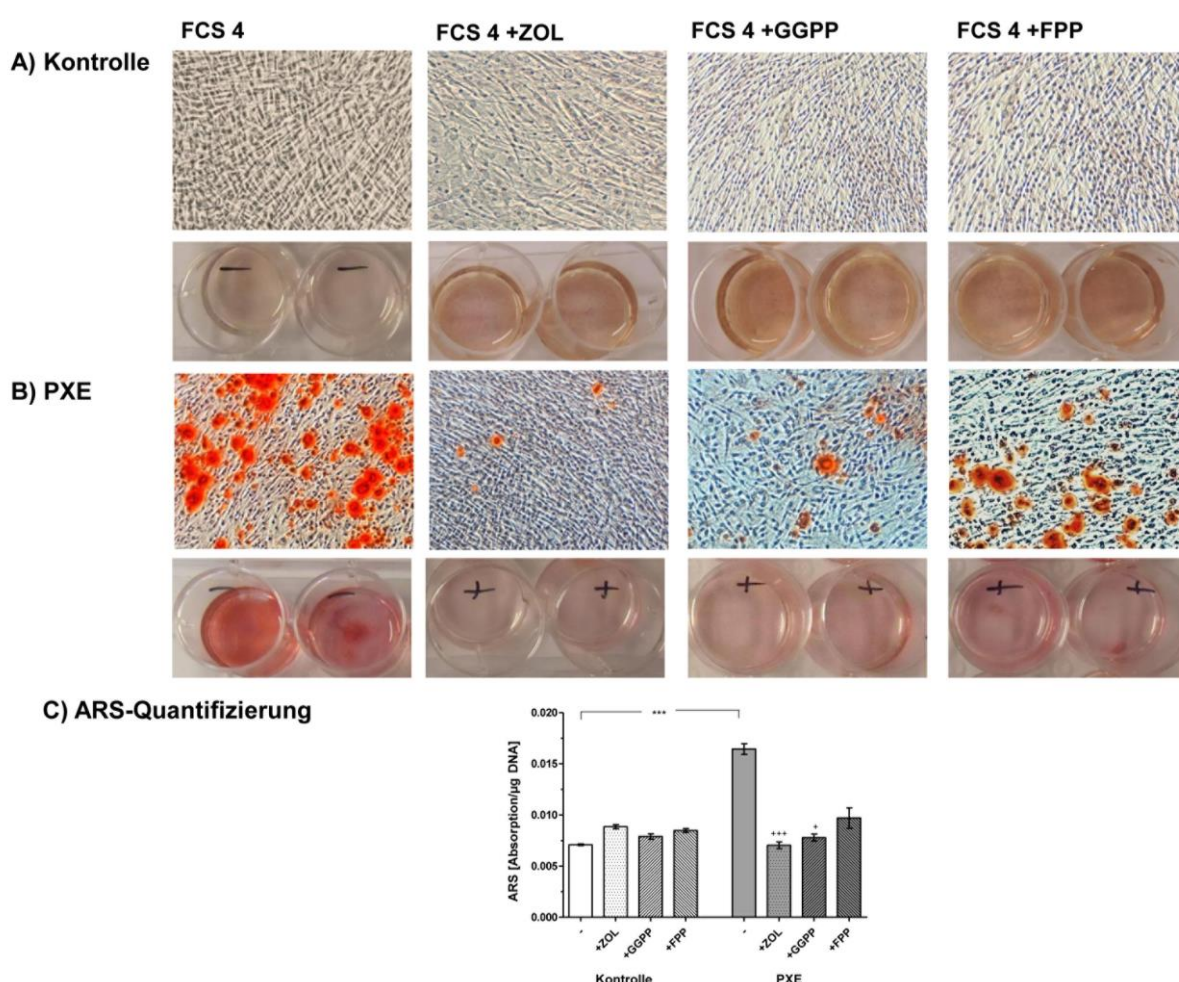 FCS 4 FCS 4 +ZOL FCS 4 +GGPP FCS 4 +FPP
A) Kontrolle
B) PXE
C) ARS-Quantifizierung
ARS [Absorption/µg DNA]
0.020
0.015
0.010
0.005
0.000
***
+++ +
- +ZOL +GGPP +FPP - +ZOL +GGPP +FPP
Kontrolle PXE